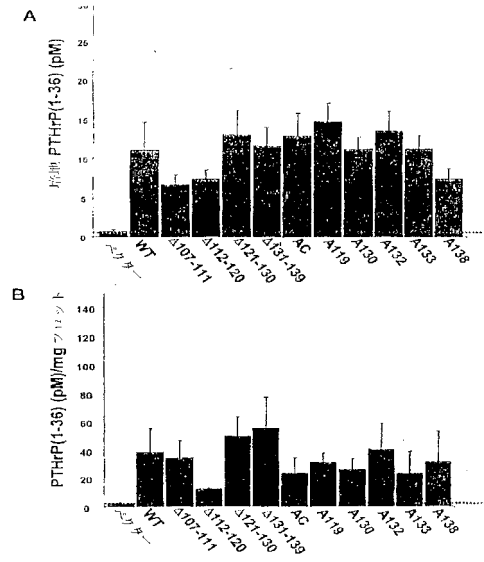 A
PTHrP(1-36) (pM)
30
25
20
15
10
5
0
ベクター
WT
Δ107-111
Δ112-120
Δ121-130
Δ131-139
AC
A119
A130
A132
A133
A138
B
PTHrP(1-36) (pM)/mg
140
120
100
80
60
40
20
0
ベクター
WT
Δ107-111
Δ112-120
Δ121-130
Δ131-139
AC
A119
A130
A132
A133
A138